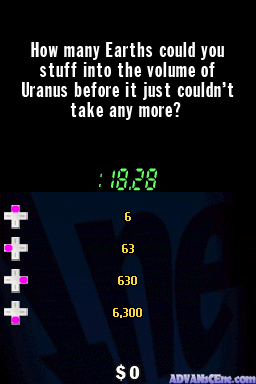 How many Earths could you
stuff into the volume of
Uranus before it just couldn't
take any more?
:18.28
6
63
630
6,300
$0
ADVANsCEne.com